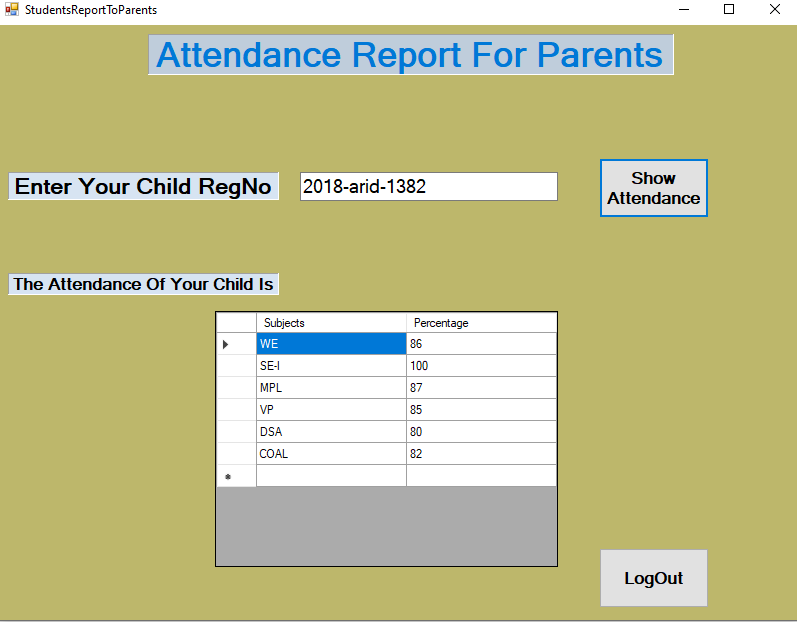 StudentsReportToParents
Attendance Report For Parents
Enter Your Child RegNo
2018-arid-1382
Show
Attendance
The Attendance Of Your Child Is
Subjects Percentage
WE 86
SE-I 100
MPL 87
VP 85
DSA 80
COAL 82
LogOut